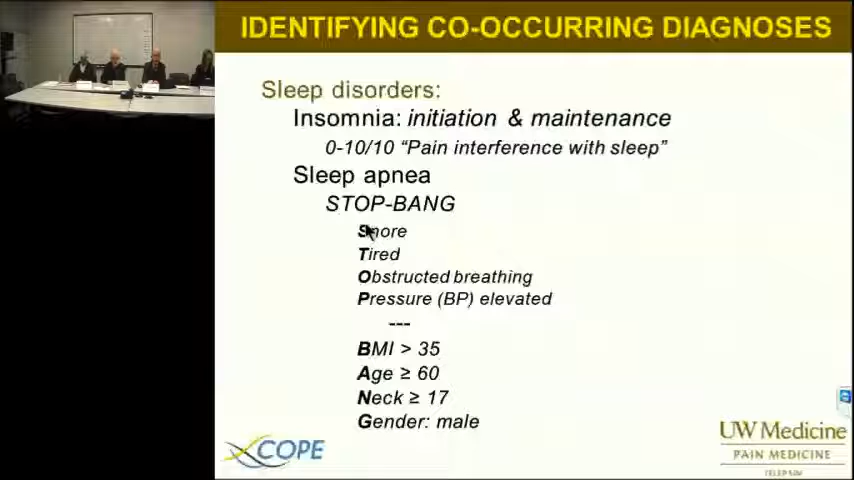 IDENTIFYING CO-OCCURRING DIAGNOSES
Sleep disorders:
Insomnia: initiation & maintenance
0-10/10 “Pain interference with sleep”
Sleep apnea
STOP-BANG
Snore
Tired
Obstructed breathing
Pressure (BP) elevated
---
BMI > 35
Age ≥ 60
Neck ≥ 17
Gender: male
COPE
UW Medicine
PAIN MEDICINE